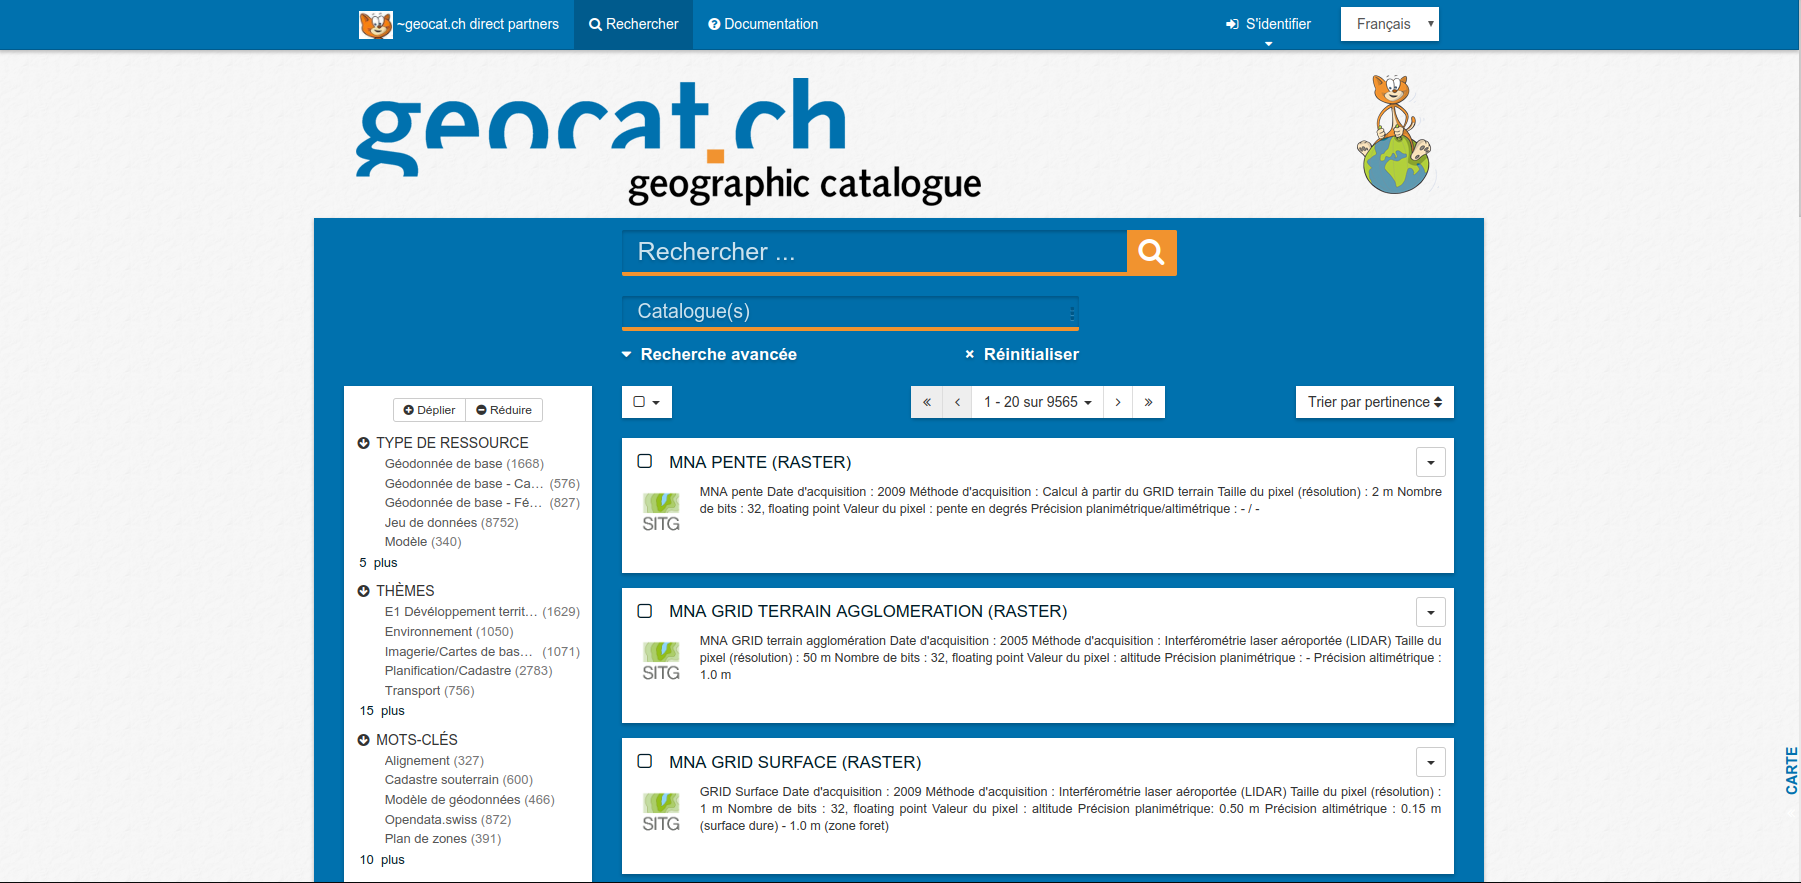 ~geocat.ch direct partners
Rechercher
Documentation
S'identifier
Français
geocat.ch
geographic catalogue
Rechercher ...
Catalogue(s)
Recherche avancée
Réinitialiser
1 - 20 sur 9565
Trier par pertinence
Déplier
Réduire
TYPE DE RESSOURCE
Géodonnée de base (1668)
Géodonnée de base - Ca... (576)
Géodonnée de base - Fé... (827)
Jeu de données (8752)
Modèle (340)
5 plus
THÈMES
E1 Dévéloppement territ... (1629)
Environnement (1050)
Imagerie/Cartes de bas... (1071)
Planification/Cadastre (2783)
Transport (756)
15 plus
MOTS-CLÉS
Alignement (327)
Cadastre souterrain (600)
Modèle de géodonnées (466)
Opendata.swiss (872)
Plan de zones (391)
10 plus
MNA PENTE (RASTER)
SITG
MNA pente Date d'acquisition : 2009 Méthode d'acquisition : Calcul à partir du GRID terrain Taille du pixel (résolution) : 2 m Nombre
de bits : 32, floating point Valeur du pixel : pente en degrés Précision planimétrique/altimétrique : - / -
MNA GRID TERRAIN AGGLOMERATION (RASTER)
SITG
MNA GRID terrain agglomération Date d'acquisition : 2005 Méthode d'acquisition : Interférométrie laser aéroportée (LIDAR) Taille du
pixel (résolution) : 50 m Nombre de bits : 32, floating point Valeur du pixel : altitude Précision planimétrique : - Précision altimétrique :
1.0 m
MNA GRID SURFACE (RASTER)
SITG
GRID Surface Date d'acquisition : 2009 Méthode d'acquisition : Interférométrie laser aéroportée (LIDAR) Taille du pixel (résolution) :
1 m Nombre de bits : 32, floating point Valeur du pixel : altitude Précision planimétrique: 0.50 m Précision altimétrique : 0.15 m
(surface dure) - 1.0 m (zone foret)
CARTE